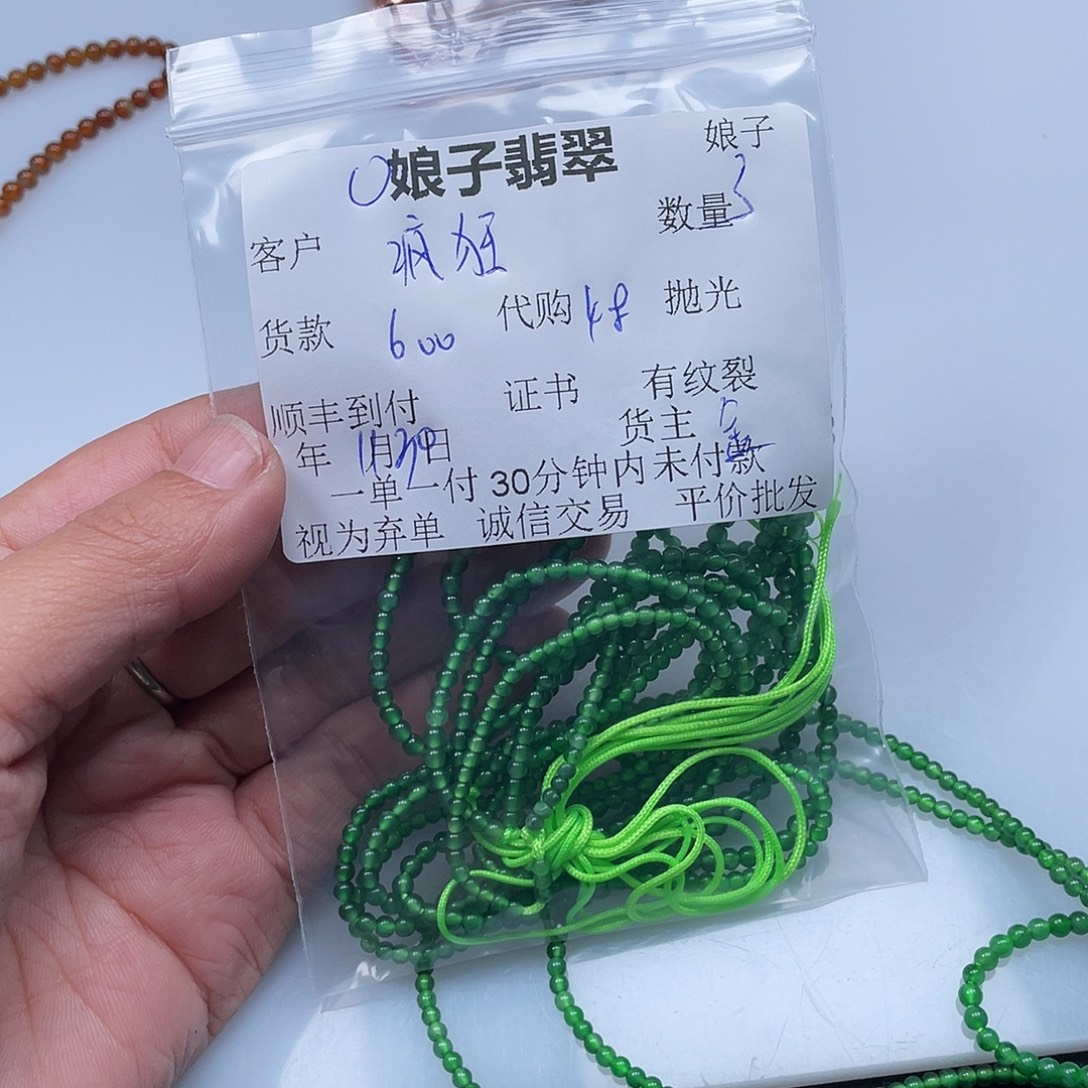 娘子翡翠 娘子
客户 疯狂 数量 3
货款 600 代购 抛光
顺丰到付 证书 有纹裂
年 11月29日 货主
一单一付 30分钟内未付款
视为弃单 诚信交易 平价批发